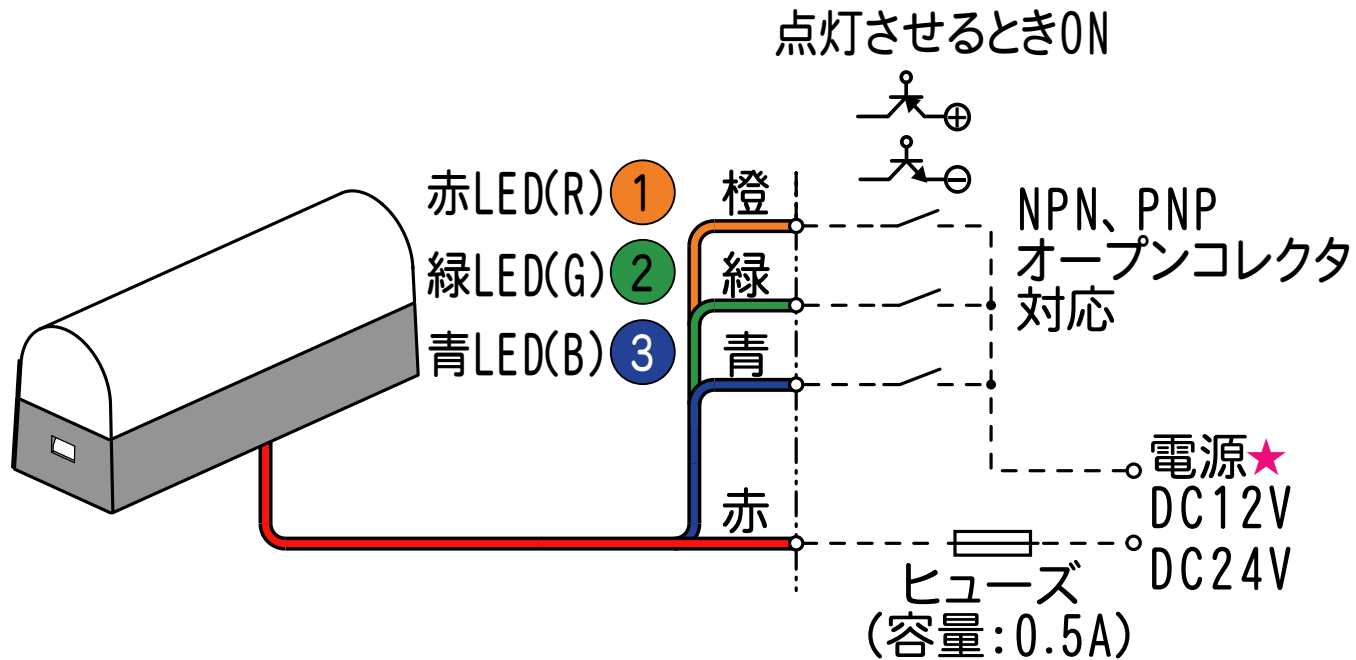 点灯させるときON
赤LED(R) 1
橙
緑LED(G) 2
緑
青LED(B) 3
青
NPN、PNP
オープンコレクタ
対応
赤
電源★
DC12V
DC24V
ヒューズ
(容量:0.5A)